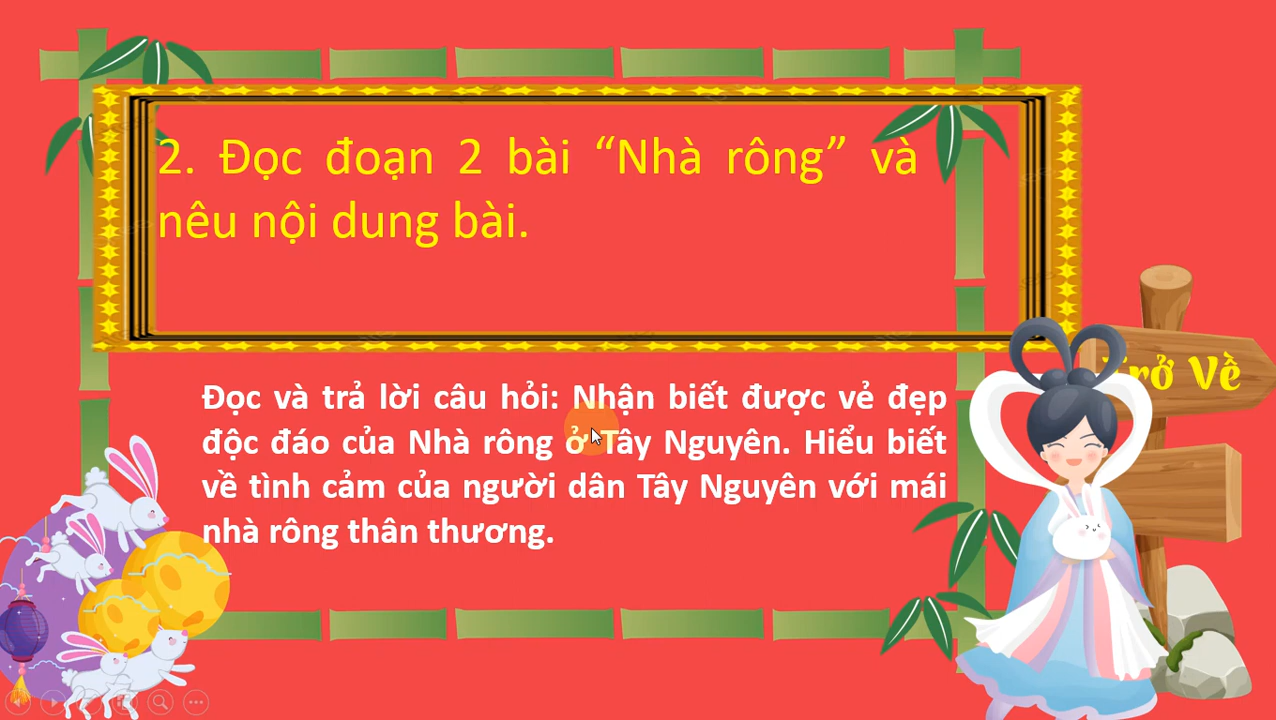 2. Đọc đoạn 2 bài “Nhà rông” và
nêu nội dung bài.
Trở Về
Đọc và trả lời câu hỏi: Nhận biết được vẻ đẹp
độc đáo của Nhà rông ở Tây Nguyên. Hiểu biết
về tình cảm của người dân Tây Nguyên với mái
nhà rông thân thương.